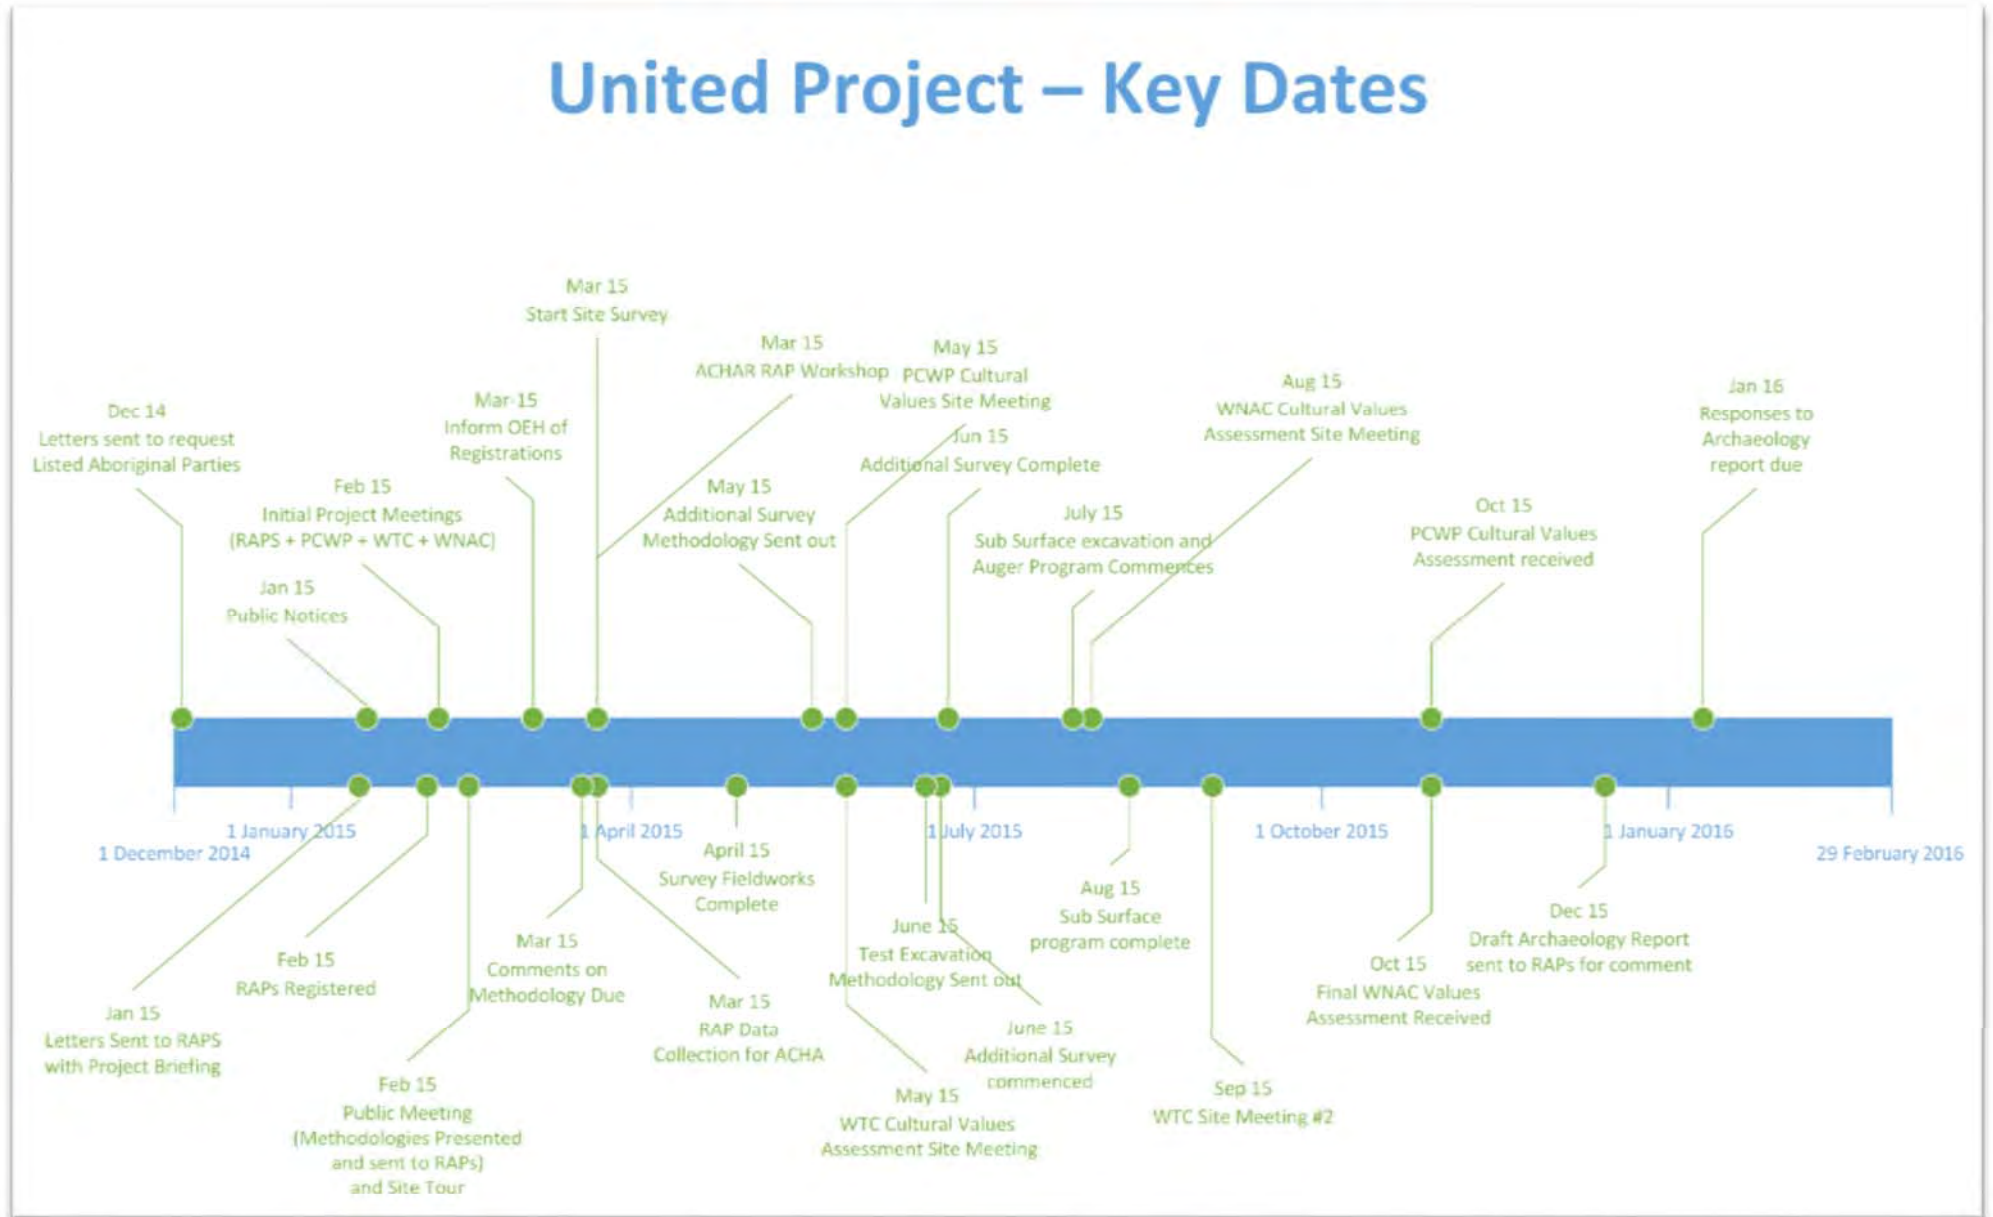 United Project – Key Dates
Mar 15
Start Site Survey
Mar 15
ACHAR RAP Workshop
May 15
PCWP Cultural
Values Site Meeting
Dec 14
Letters sent to request
Listed Aboriginal Parties
Mar 15
Inform OEH of
Registrations
Jun 15
Additional Survey Complete
Aug 15
WNAC Cultural Values
Assessment Site Meeting
Jan 16
Responses to
Archaeology
report due
Feb 15
Initial Project Meetings
(RAPS + PCWP + WTC + WNAC)
May 15
Additional Survey
Methodology Sent out
July 15
Sub Surface excavation and
Auger Program Commences
Oct 15
PCWP Cultural Values
Assessment received
Jan 15
Public Notices
1 December 2014
1 January 2015
1 April 2015
1 July 2015
1 October 2015
1 January 2016
29 February 2016
Jan 15
Letters Sent to RAPS
with Project Briefing
Feb 15
RAPs Registered
Feb 15
Public Meeting
(Methodologies Presented
and sent to RAPs)
and Site Tour
Mar 15
Comments on
Methodology Due
Mar 15
RAP Data
Collection for ACHA
April 15
Survey Fieldworks
Complete
May 15
WTC Cultural Values
Assessment Site Meeting
June 15
Test Excavation
Methodology Sent out
June 15
Additional Survey
commenced
Aug 15
Sub Surface
program complete
Sep 15
WTC Site Meeting #2
Oct 15
Final WNAC Values
Assessment Received
Dec 15
Draft Archaeology Report
sent to RAPs for comment